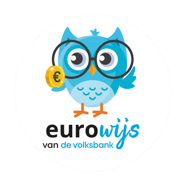 €
eurowijs
van de volksbank